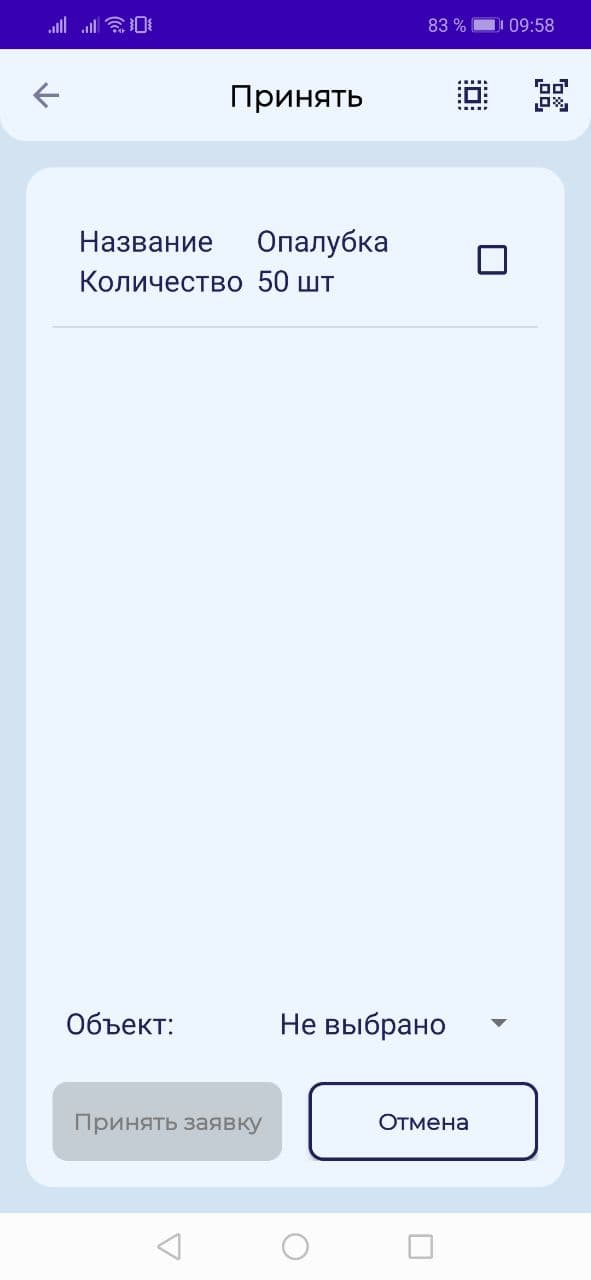 83 % 09:58
Принять
Название Опалубка
Количество 50 шт
Объект: Не выбрано
Принять заявку Отмена